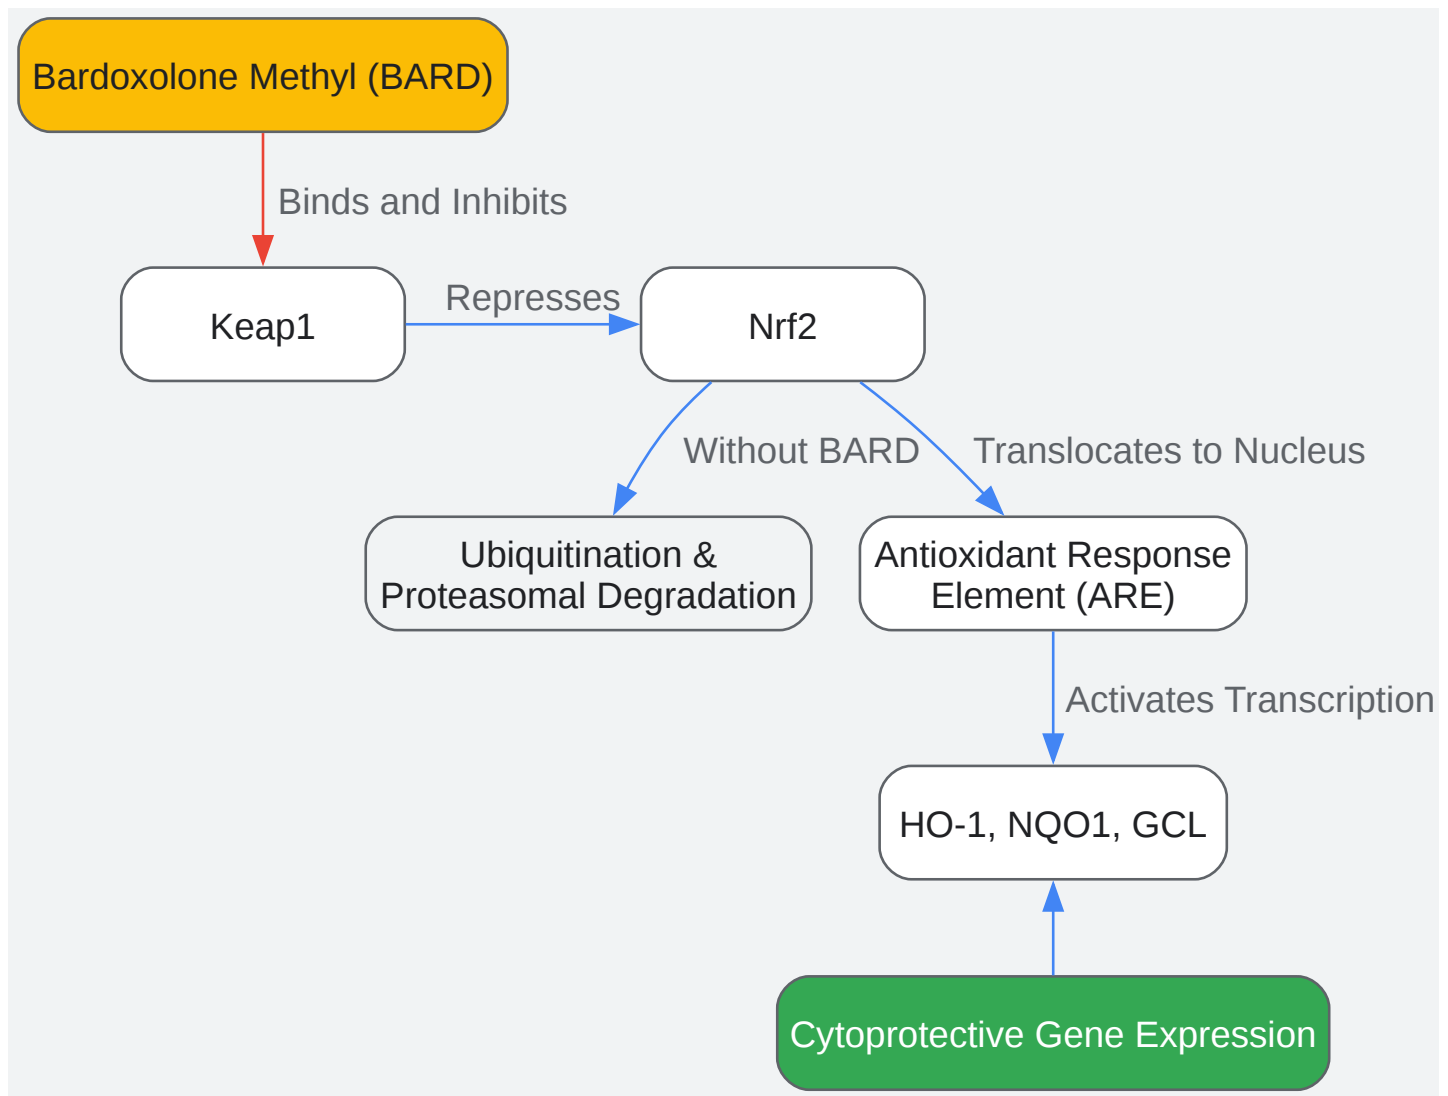 Bardoxolone Methyl (BARD)
Binds and Inhibits
Keap1
Represses
Nrf2
Without BARD
Translocates to Nucleus
Ubiquitination &
Proteasomal Degradation
Antioxidant Response
Element (ARE)
Activates Transcription
HO-1, NQO1, GCL
Cytoprotective Gene Expression